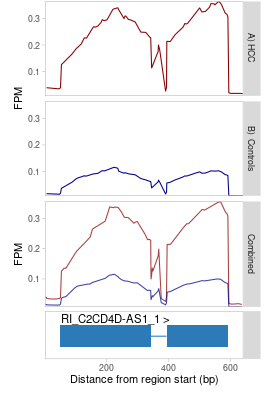 0.3
0.2
0.1
A) HCC
FPM
0.3
0.2
0.1
B) Controls
0.3
0.2
0.1
Combined
FPM
RI_C2CD4D-AS1_1 >
200
400
600
Distance from region start (bp)